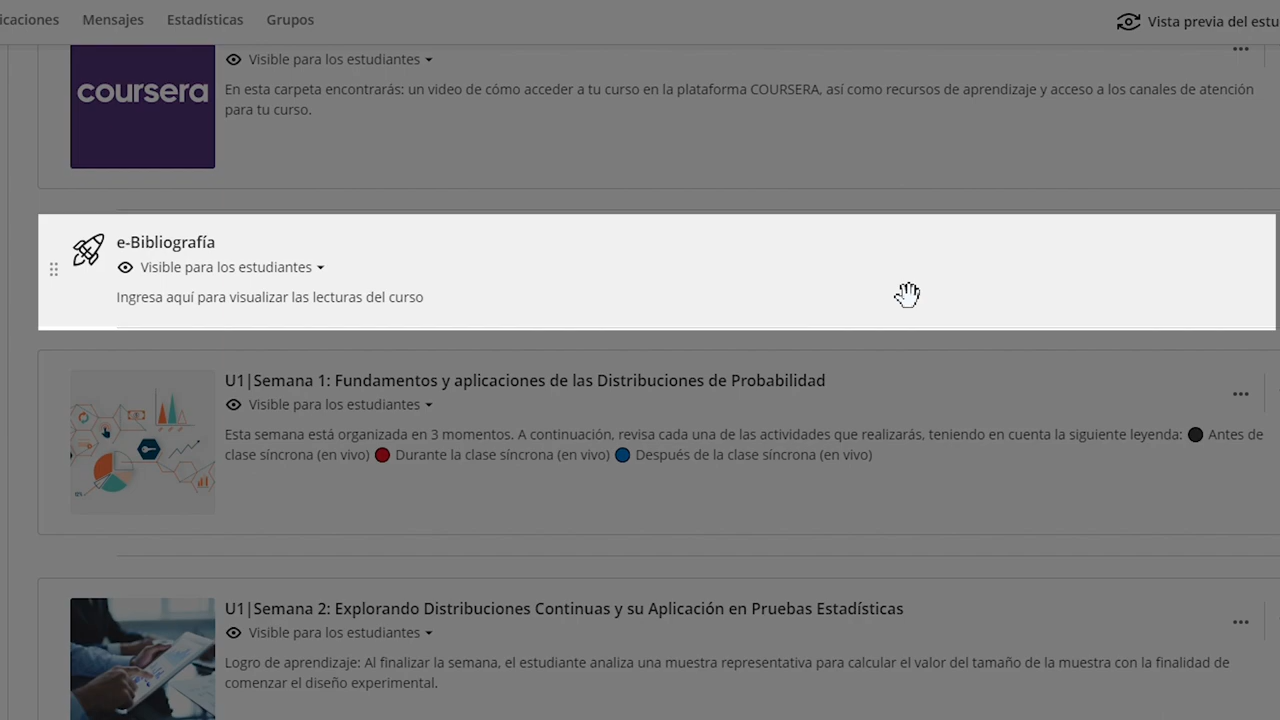 Mensajes
Estadísticas
Grupos
Vista previa del
coursera
Visible para los estudiantes
En esta carpeta encontrarás: un video de cómo acceder a tu curso en la plataforma COURSERA, así como recursos de aprendizaje y acceso a los canales de atención
para tu curso.
e-Bibliografía
Visible para los estudiantes
Ingresa aquí para visualizar las lecturas del curso
U1|Semana 1: Fundamentos y aplicaciones de las Distribuciones de Probabilidad
Visible para los estudiantes
Esta semana está organizada en 3 momentos. A continuación, revisa cada una de las actividades que realizarás, teniendo en cuenta la siguiente leyenda: ⚫ Antes de
clase síncrona (en vivo) 🔴 Durante la clase síncrona (en vivo) 🔵 Después de la clase síncrona (en vivo)
U1|Semana 2: Explorando Distribuciones Continuas y su Aplicación en Pruebas Estadísticas
Visible para los estudiantes
Logro de aprendizaje: Al finalizar la semana, el estudiante analiza una muestra representativa para calcular el valor del tamaño de la muestra con la finalidad de
comenzar el diseño experimental.